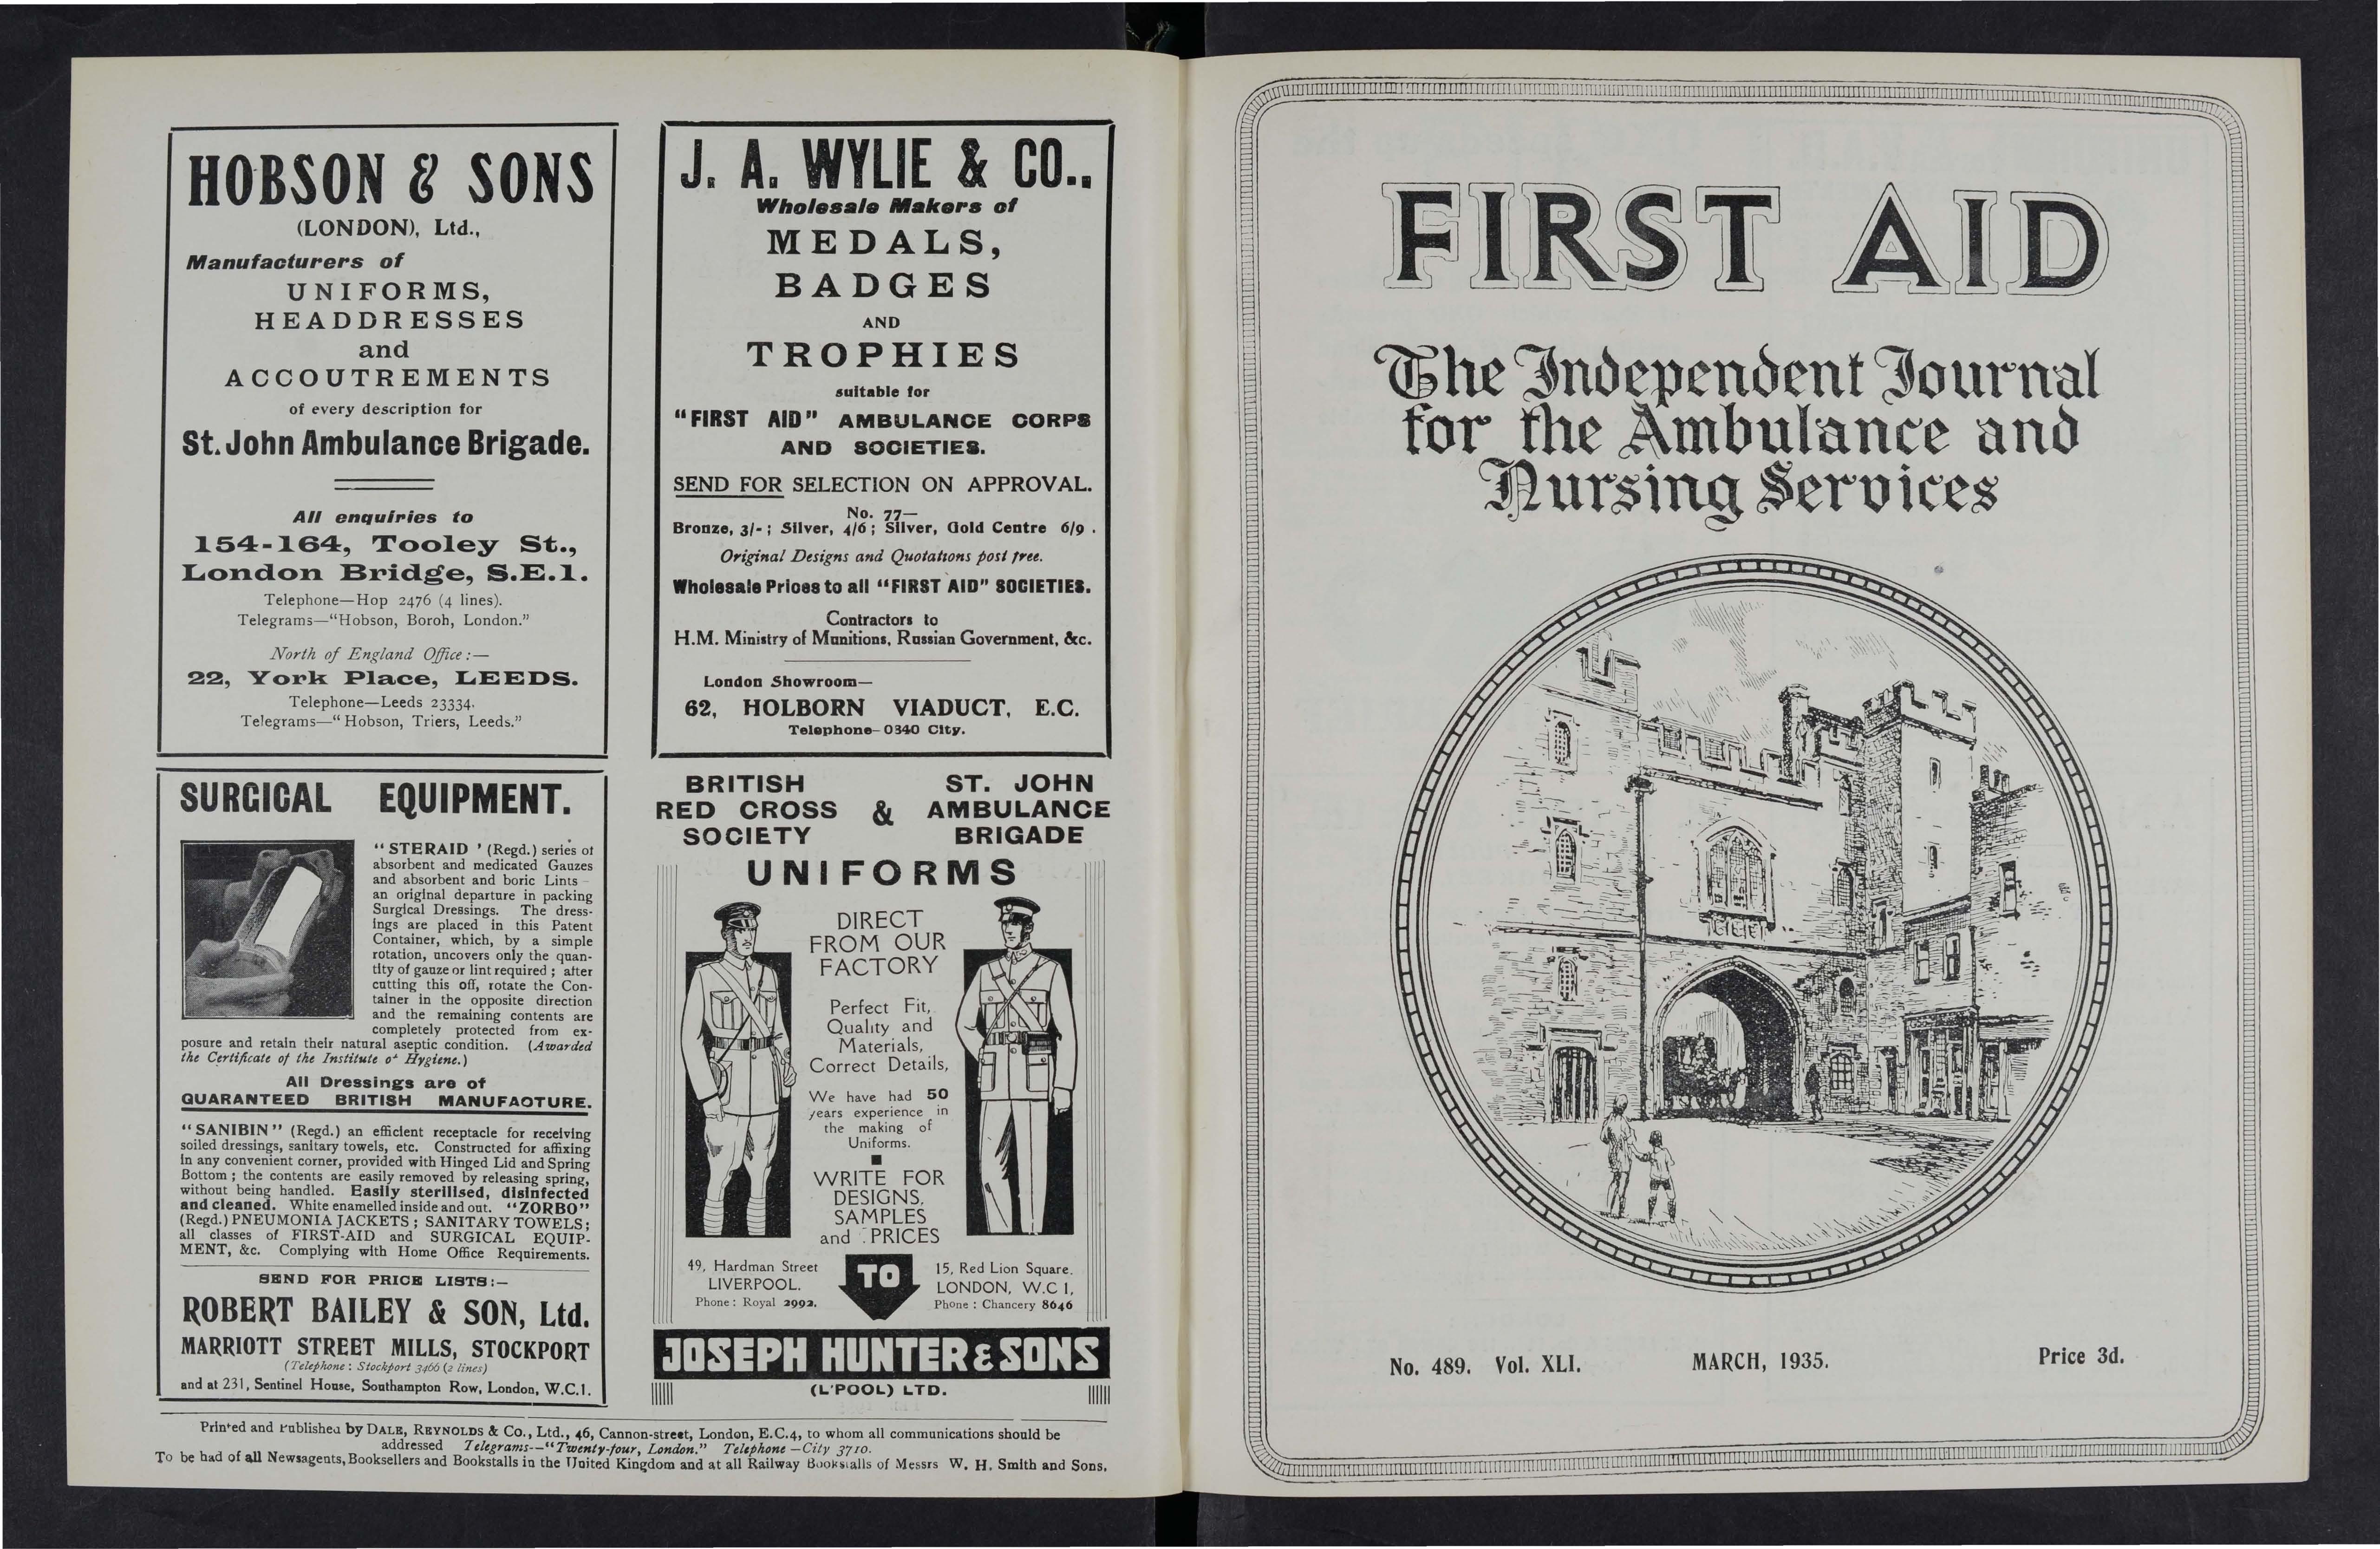 HOBSON & SONS
(LONDON), Ltd.,
Manufacturers of
UNIFORMS,
HEADDRESSES
and
ACCOUTREMENTS
of every description for
St. John Ambulance Brigade.
All enquiries to
154-164, Tooley St.,
London Bridge, S.E.1.
Telephone—Hop 2476 (4 lines).
Telegrams—"Hobson, Boroh, London."
North of England Office:—
22, York Place, LEEDS.
Telephone—Leeds 23334.
Telegrams—"Hobson, Triers, Leeds."
SURGICAL EQUIPMENT.
"STERAID' (Regd.) series of
absorbent and medicated Gauzes
and absorbent and boric Lints—
an original departure in packing
Surgical Dressings. The dress-
ings are placed in this Patent
Container, which, by a simple
rotation, uncovers only the quan-
tity of gauze or lint required; after
cutting this off, rotate the Con-
tainer in the opposite direction
and the remaining contents are
completely protected from ex-
posure and retain their natural aseptic condition. (Awarded
the Certificate of the Institute of Hygiene.)
All Dressings are of
GUARANTEED BRITISH MANUFACTURE.
"SANIBIN" (Regd.) an efficient receptacle for receiving
soiled dressings, sanitary towels, etc. Constructed for affixing
in any convenient corner, provided with Hinged Lid and Spring
Bottom; the contents are easily removed by releasing spring,
without being handled. Easily sterilised, disinfected
and cleaned. White enamelled inside and out. "ZORBO"
(Regd.) PNEUMONIA JACKETS; SANITARY TOWELS;
all classes of FIRST-AID and SURGICAL EQUIP-
MENT, &c. Complying with Home Office Requirements.
SEND FOR PRICE LISTS:—
ROBERT BAILEY & SON, Ltd.
MARRIOTT STREET MILLS, STOCKPORT
(Telephone: Stockport 3466 (2 lines)
and at 231, Sentinel House, Southampton Row, London, W.C.1.
J. A. WYLIE & CO.,
Wholesale Makers of
MEDALS,
BADGES
AND
TROPHIES
suitable for
"FIRST AID" AMBULANCE CORPS
AND SOCIETIES.
SEND FOR SELECTION ON APPROVAL.
No. 77—
Bronze, 3/-; Silver, 4/6; Silver, Gold Centre 6/9.
Original Designs and Quotations post free.
Wholesale Prices to all "FIRST AID" SOCIETIES.
Contractors to
H.M. Ministry of Munitions, Russian Government, &c.
London Showroom—
62, HOLBORN VIADUCT, E.C.
Telephone—0340 City.
BRITISH RED CROSS SOCIETY & ST. JOHN AMBULANCE BRIGADE
UNIFORMS
DIRECT
FROM OUR
FACTORY
Perfect Fit,
Quality and
Materials,
Correct Details,
We have had 50
years experience in
the making of
Uniforms.
WRITE FOR
DESIGNS,
SAMPLES
and PRICES
TO
49, Hardman Street
LIVERPOOL.
Phone: Royal 2992.
15, Red Lion Square,
LONDON, W.C 1,
Phone: Chancery 8646
JOSEPH HUNTER & SONS
(L'POOL) LTD.
Printed and Published by DALE, REYNOLDS & Co., Ltd., 46, Cannon-street, London, E.C.4, to whom all communications should be
addressed Telegrams—"Twenty-four, London." Telephone—City 3710.
To be had of all Newsagents, Booksellers and Bookstalls in the United Kingdom and at all Railway Bookstalls of Messrs W. H. Smith and Sons.
FIRST AID
The Independent Journal
for the Ambulance and
Nursing Services
No. 489. Vol. XLI. MARCH, 1935. Price 3d.